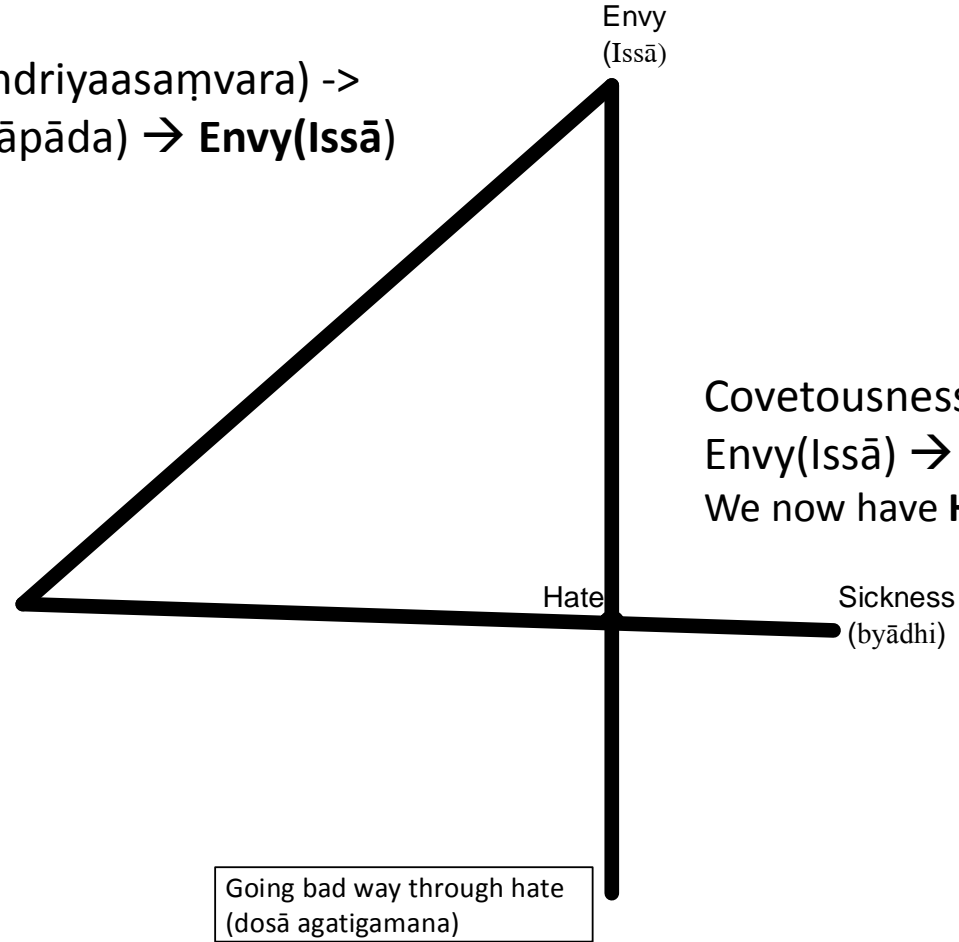 Envy
(Issā)
ndriyaasaṃvara) ->
āpāda) → Envy(Issā)
Covetousness
Envy(Issā) →
We now have H
Hate
Sickness
(byādhi)
Going bad way through hate
(dosā agatigamana)